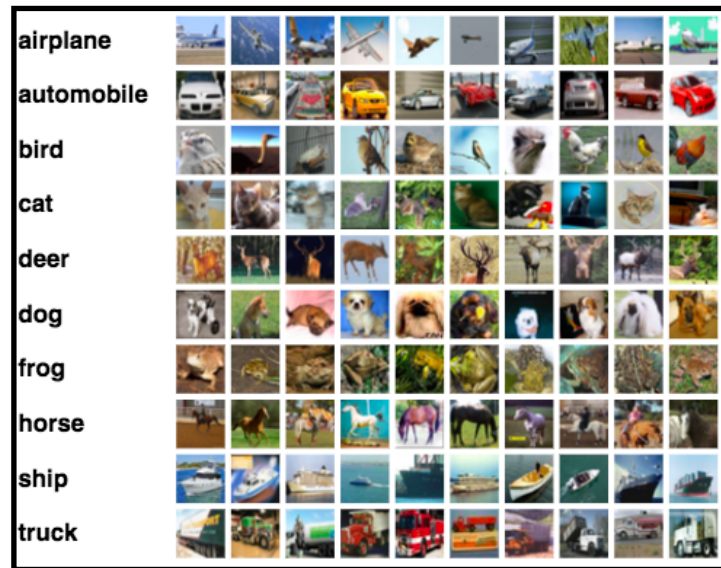 airplane
automobile
bird
cat
deer
dog
frog
horse
ship
truck